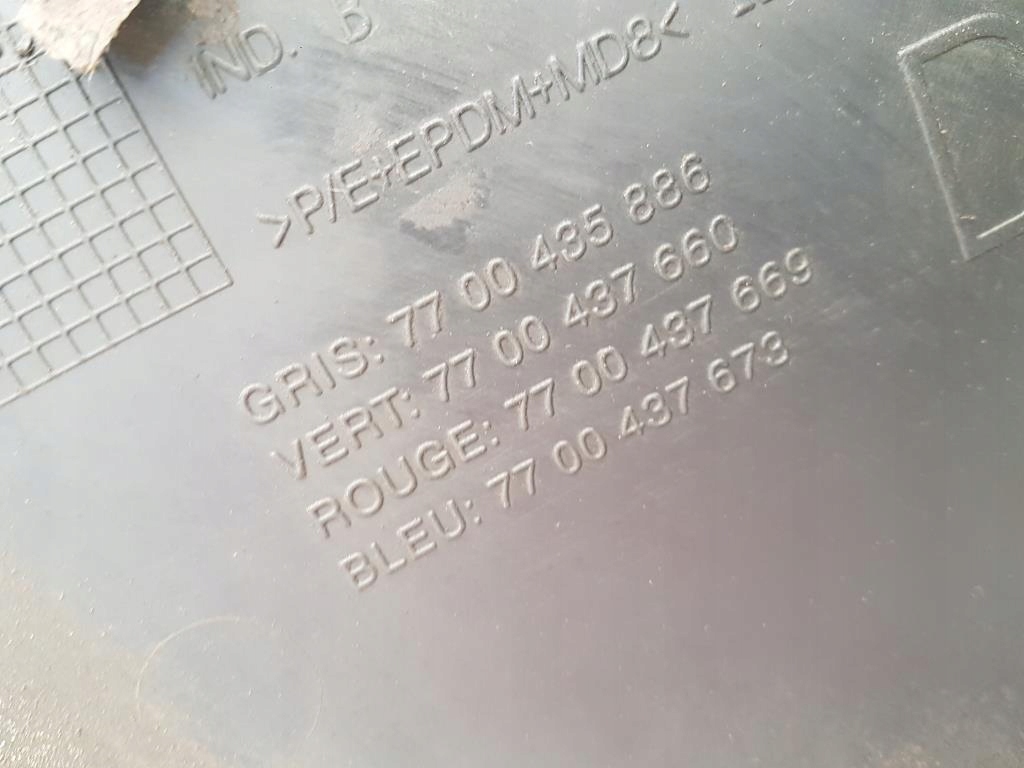 IND. B
>P/E+EPDM+MD8<
GRIS: 77 00 435 886
VERT: 77 00 437 660
ROUGE: 77 00 437 669
BLEU: 77 00 437 673